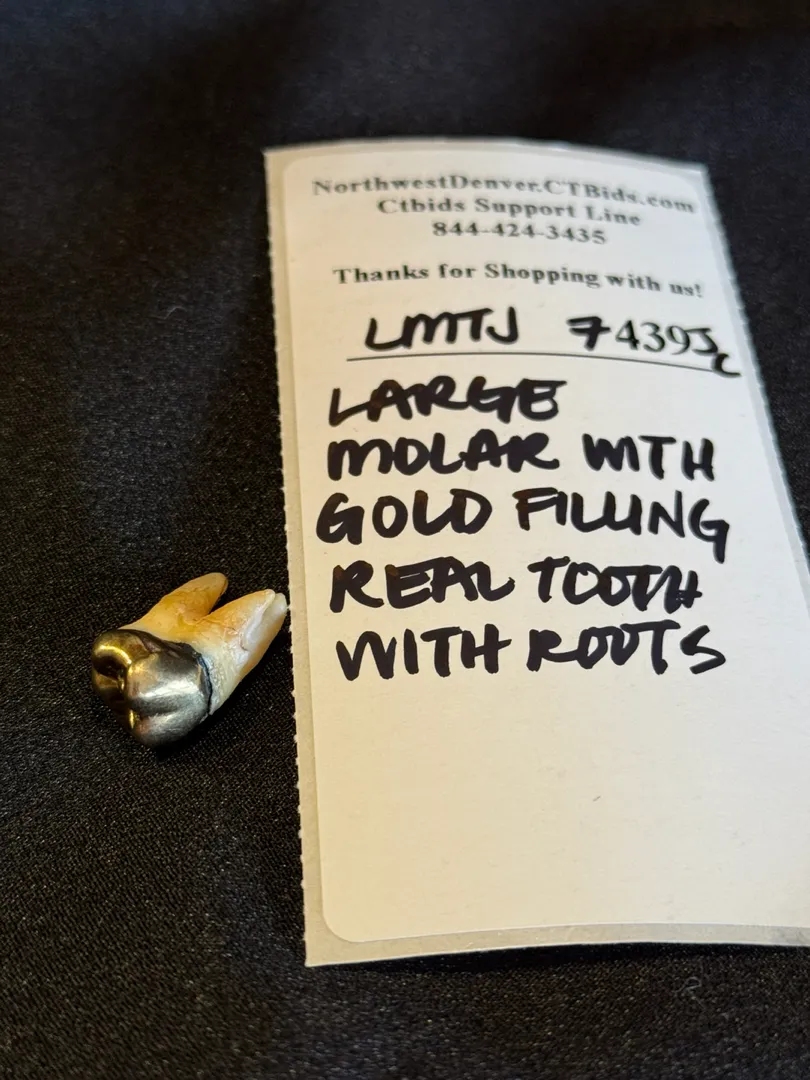 NorthwestDenver.CTBids.com
Ctbids Support Line
844-424-3435
Thanks for Shopping with us!
LMTJ 7439JC
LARGE
MOLAR WITH
GOLD FILLING
REAL TOOTH
WITH ROOTS